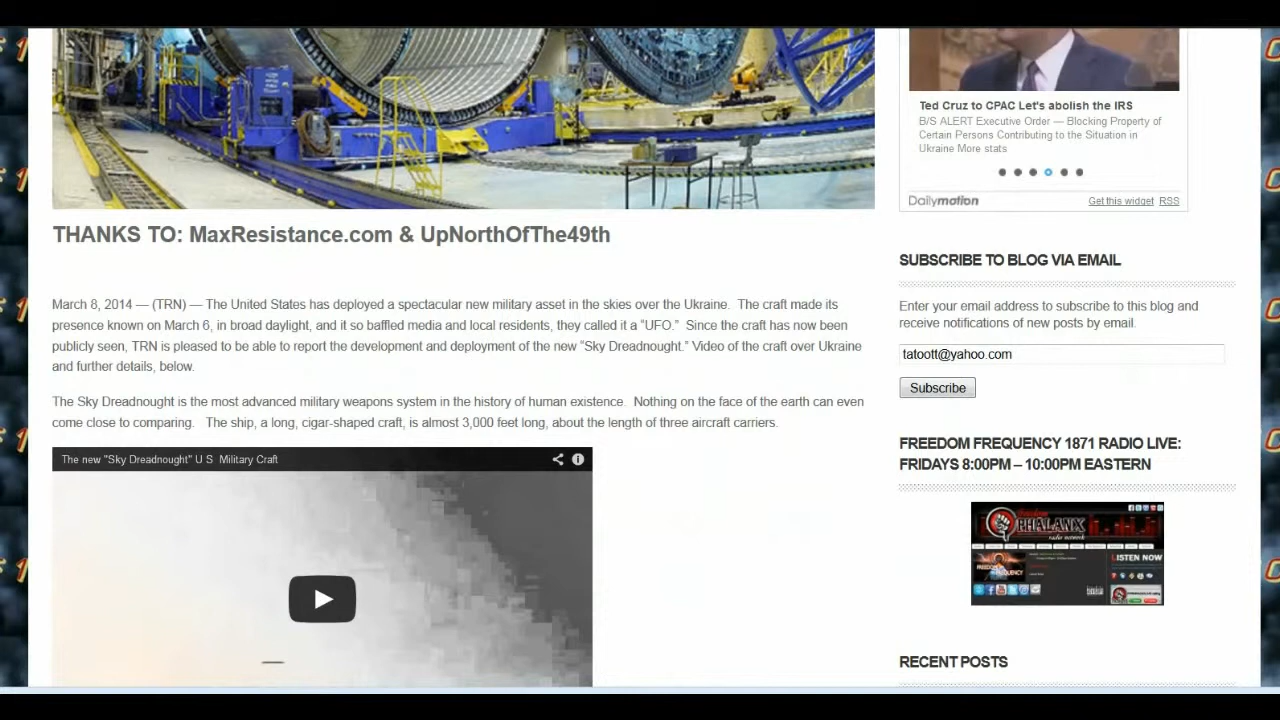 THANKS TO: MaxResistance.com & UpNorthOfThe49th
March 8, 2014 — (TRN) — The United States has deployed a spectacular new military asset in the skies over the Ukraine. The craft made its
presence known on March 6, in broad daylight, and it so baffled media and local residents, they called it a “UFO.” Since the craft has now been
publicly seen, TRN is pleased to be able to report the development and deployment of the new “Sky Dreadnought.” Video of the craft over Ukraine
and further details, below.
The Sky Dreadnought is the most advanced military weapons system in the history of human existence. Nothing on the face of the earth can even
come close to comparing. The ship, a long, cigar-shaped craft, is almost 3,000 feet long, about the length of three aircraft carriers.
The new "Sky Dreadnought" U S Military Craft
Ted Cruz to CPAC Let's abolish the IRS
B/S ALERT Executive Order — Blocking Property of
Certain Persons Contributing to the Situation in
Ukraine More stats
Dailymotion
Get this widget RSS
SUBSCRIBE TO BLOG VIA EMAIL
Enter your email address to subscribe to this blog and
receive notifications of new posts by email.
tatoott@yahoo.com
Subscribe
FREEDOM FREQUENCY 1871 RADIO LIVE:
FRIDAYS 8:00PM – 10:00PM EASTERN
PHALANX
LISTEN NOW
RECENT POSTS